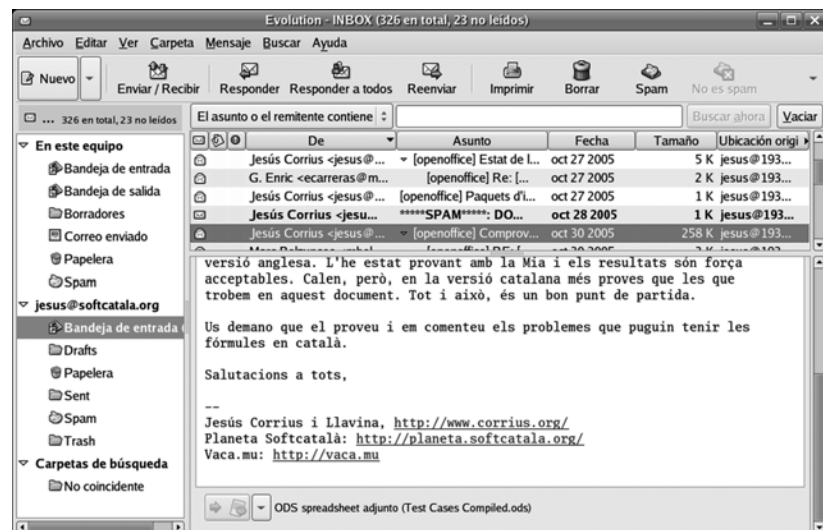 Evolution - INBOX (326 en total, 23 no leídos)
Archivo Editar Ver Carpeta Mensaje Buscar Ayuda
Nuevo Enviar / Recibir Responder Responder a todos Reenviar Imprimir Borrar Spam No es spam
... 326 en total, 23 no leídos
El asunto o el remitente contiene Buscar ahora Vaciar
En este equipo
Bandeja de entrada
Bandeja de salida
Borradores
Correo enviado
Papelera
Spam
jesus@softcatala.org
Bandeja de entrada (
Drafts
Papelera
Sent
Spam
Trash
Carpetas de búsqueda
No coincidente
De Asunto Fecha Tamaño Ubicación origi
Jesús Corrius <jesus@... [openoffice] Estat de l... oct 27 2005 5 K jesus@193...
G. Enric <ecarreras@m... [openoffice] Re: [... oct 27 2005 2 K jesus@193...
Jesús Corrius <jesus@... [openoffice] Paquets d'i... oct 27 2005 1 K jesus@193...
Jesús Corrius <jesu... *****SPAM*****: DO... oct 28 2005 1 K jesus@193...
Jesús Corrius <jesus@... [openoffice] Comprov... oct 30 2005 258 K jesus@193...
versió anglesa. L'he estat provant amb la Mia i els resultats són força
acceptables. Calen, però, en la versió catalana més proves que les que
trobem en aquest document. Tot i això, és un bon punt de partida.
Us demano que el proveu i em comenteu els problemes que puguin tenir les
fórmules en català.
Salutacions a tots,
--
Jesús Corrius i Llavina, http://www.corrius.org/
Planeta Softcatalà: http://planeta.softcatala.org/
Vaca.mu: http://vaca.mu
ODS spreadsheet adjunto (Test Cases Compiled.ods)